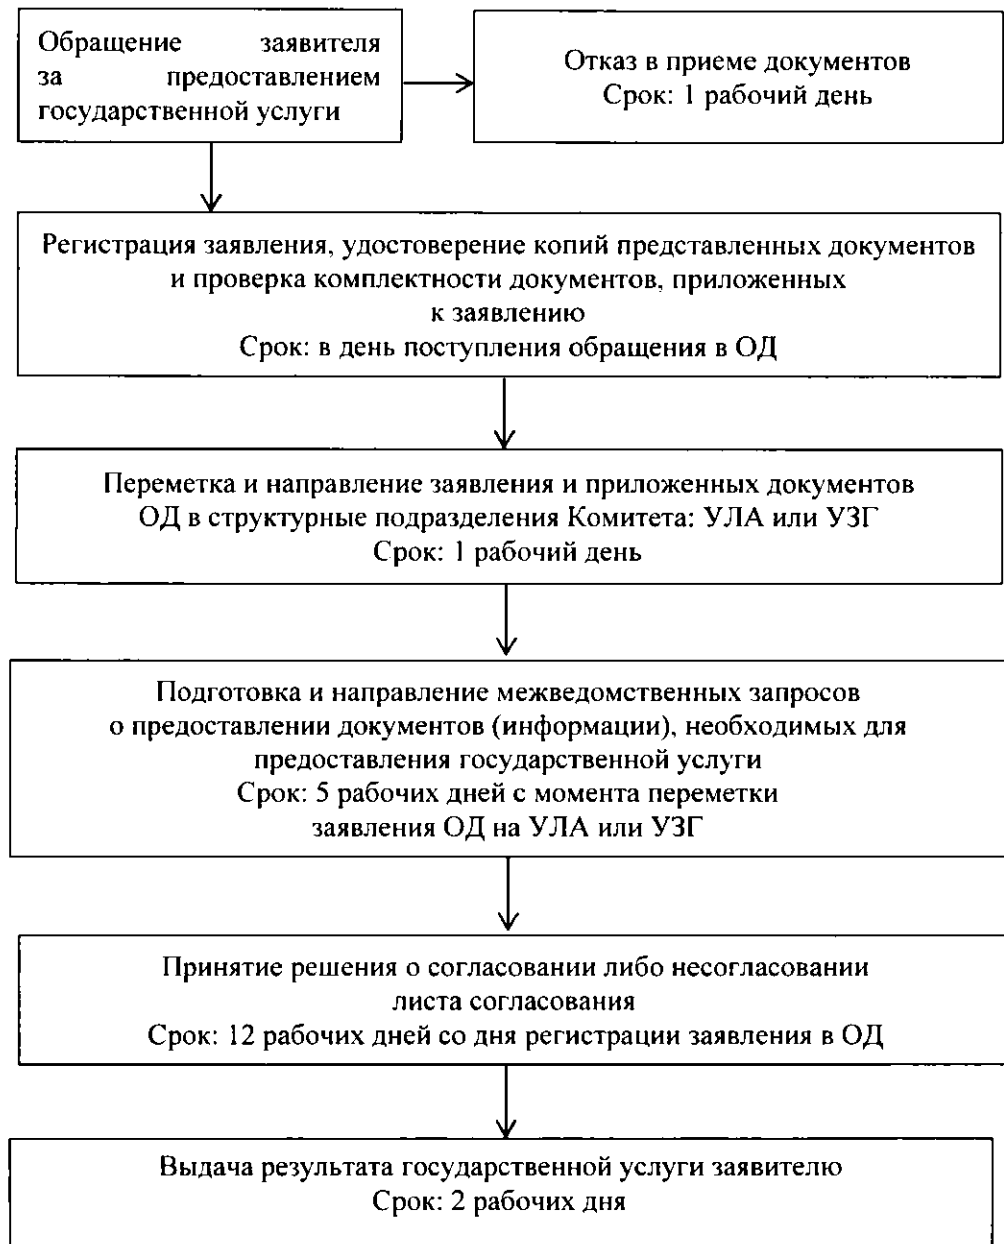 Обращение заявителя
за предоставлением
государственной услуги
Отказ в приеме документов
Срок: 1 рабочий день
Регистрация заявления, удостоверение копий представленных документов
и проверка комплектности документов, приложенных
к заявлению
Срок: в день поступления обращения в ОД
Переметка и направление заявления и приложенных документов
ОД в структурные подразделения Комитета: УЛА или УЗГ
Срок: 1 рабочий день
Подготовка и направление межведомственных запросов
о предоставлении документов (информации), необходимых для
предоставления государственной услуги
Срок: 5 рабочих дней с момента переметки
заявления ОД на УЛА или УЗГ
Принятие решения о согласовании либо несогласовании
листа согласования
Срок: 12 рабочих дней со дня регистрации заявления в ОД
Выдача результата государственной услуги заявителю
Срок: 2 рабочих дня